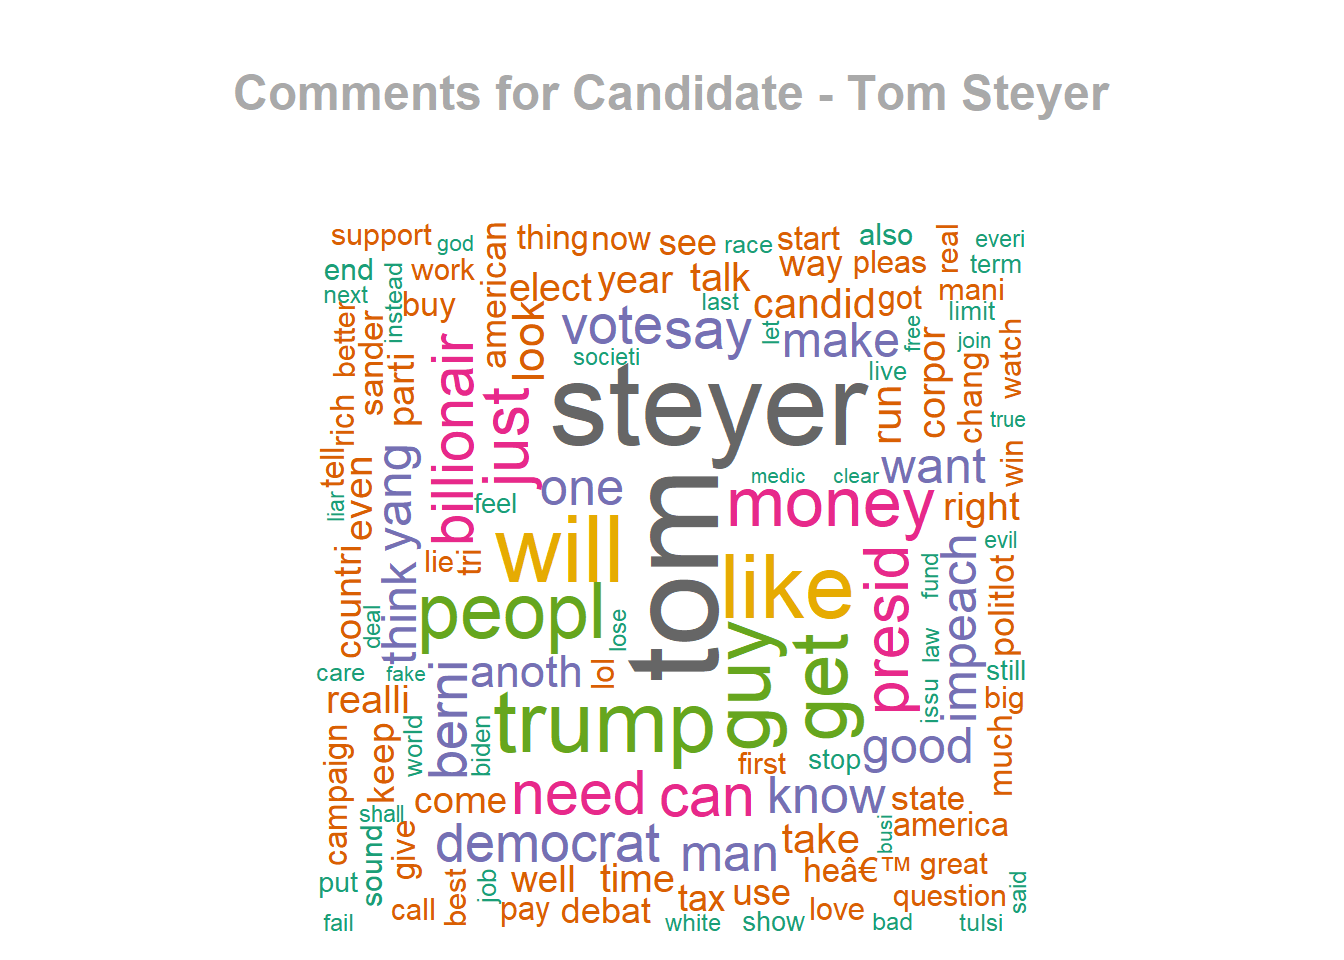 Comments for Candidate - Tom Steyer
support
god
thing
now
see
race
start
also
real
everi
end
work
american
elect
year
talk
way
pleas
term
next
instead
buy
last
candid
got
mani
limit
better
sander
parti
look
vote
say
let
make
free
corpor
join
watch
societi
live
chang
billionair
just
steyer
run
true
rich
tell
even
yang
feel
one
medic
clear
want
win
liar
money
right
lie
tri
will
tom
like
presid
fund
impeach
evil
countri
think
peopl
lose
guy
get
law
polit
lot
deal
care
fake
anoth
lol
issu
still
realli
berni
trump
big
campaign
keep
world
biden
first
stop
good
much
shall
come
need
can
know
state
sound
give
democrat
man
take
busi
america
put
best
job
well
time
tax
use
heâ€™
great
question
said
fail
call
pay
debat
white
show
love
bad
tulsi